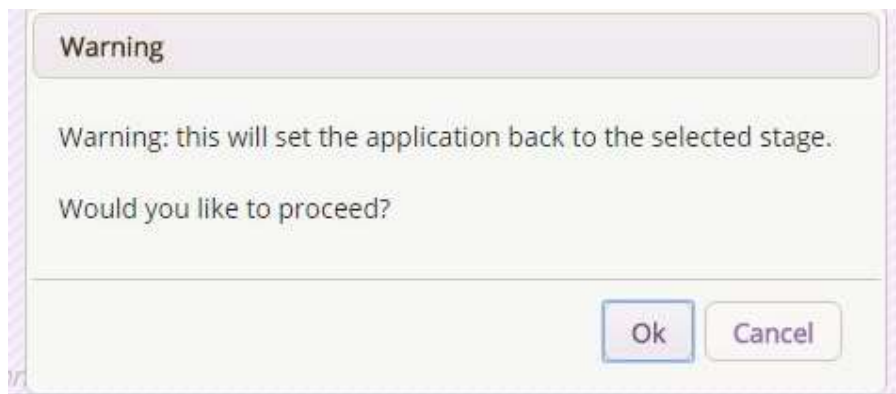 Warning
Warning: this will set the application back to the selected stage.
Would you like to proceed?
Ok Cancel